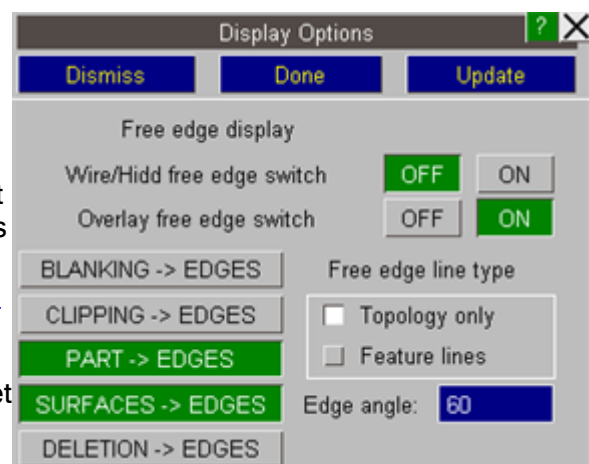 Display Options ? X
Dismiss Done Update
Free edge display
Wire/Hidd free edge switch OFF ON
Overlay free edge switch OFF ON
BLANKING -> EDGES Free edge line type
CLIPPING -> EDGES Topology only
PART -> EDGES Feature lines
SURFACES -> EDGES Edge angle: 60
DELETION -> EDGES